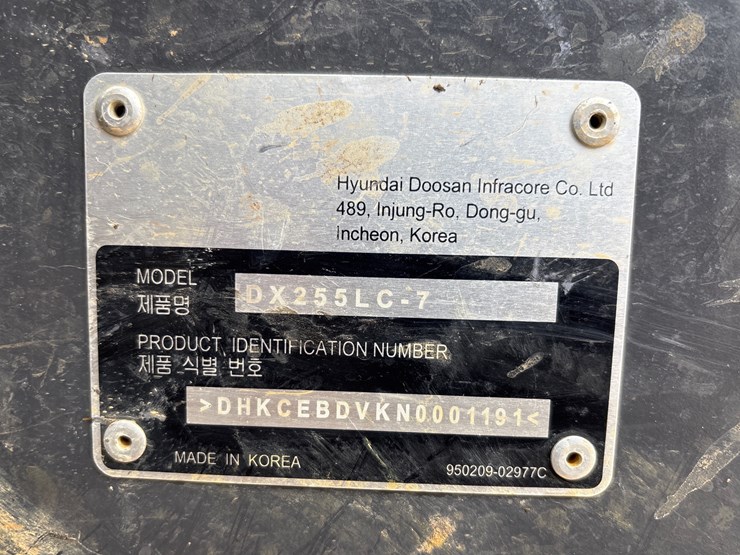 Hyundai Doosan Infracore Co. Ltd
489, Injung-Ro, Dong-gu,
Incheon, Korea
MODEL
제품명
DX255LC-7
PRODUCT IDENTIFICATION NUMBER
제품 식별 번호
>DHKCEBDVKN0001191<
MADE IN KOREA
950209-02977C